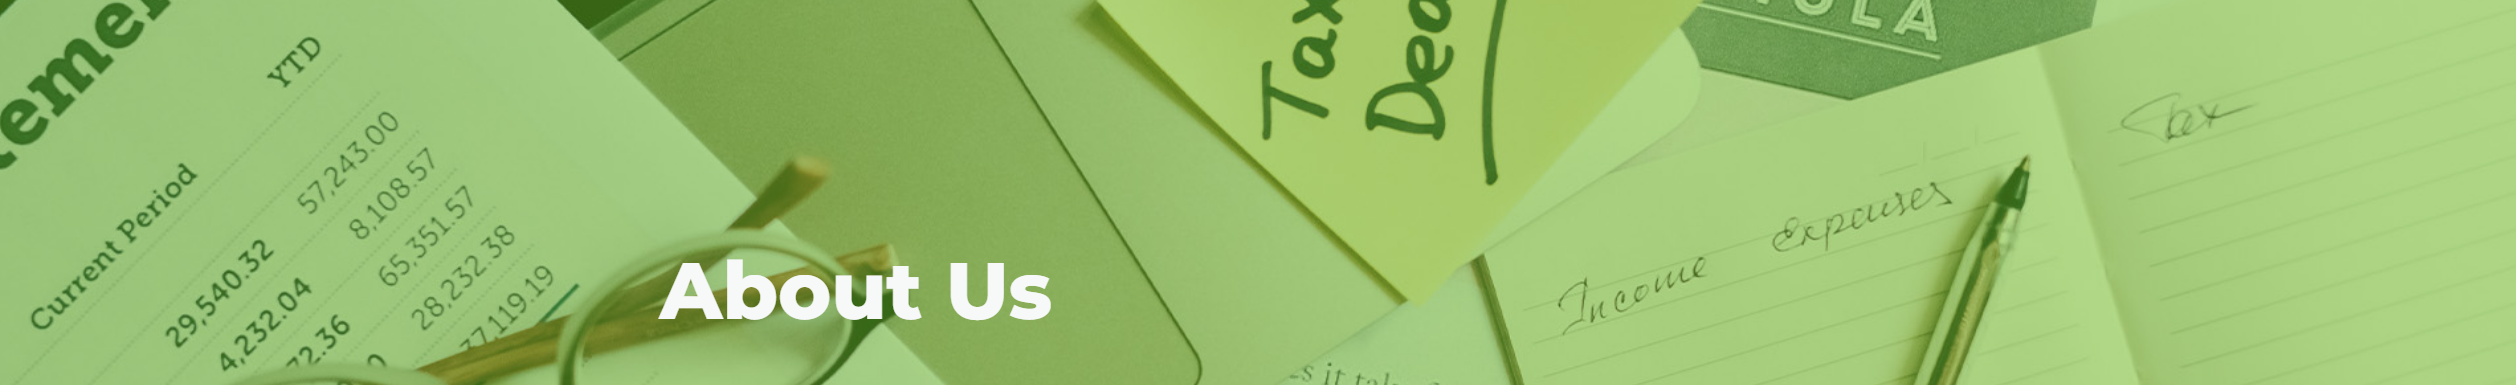 YTD
Current Period
29,540.32 57,243.00
4,232.04 8,108.57
65,351.57
28,232.38
About Us
Tax
Income Expenses
Tax